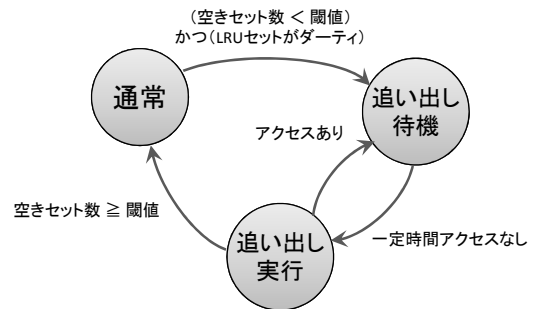 （空きセット数 ＜ 閾値）
かつ（LRUセットがダーティ）
通常
追い出し
待機
アクセスあり
空きセット数 ≧ 閾値
追い出し
実行
一定時間アクセスなし